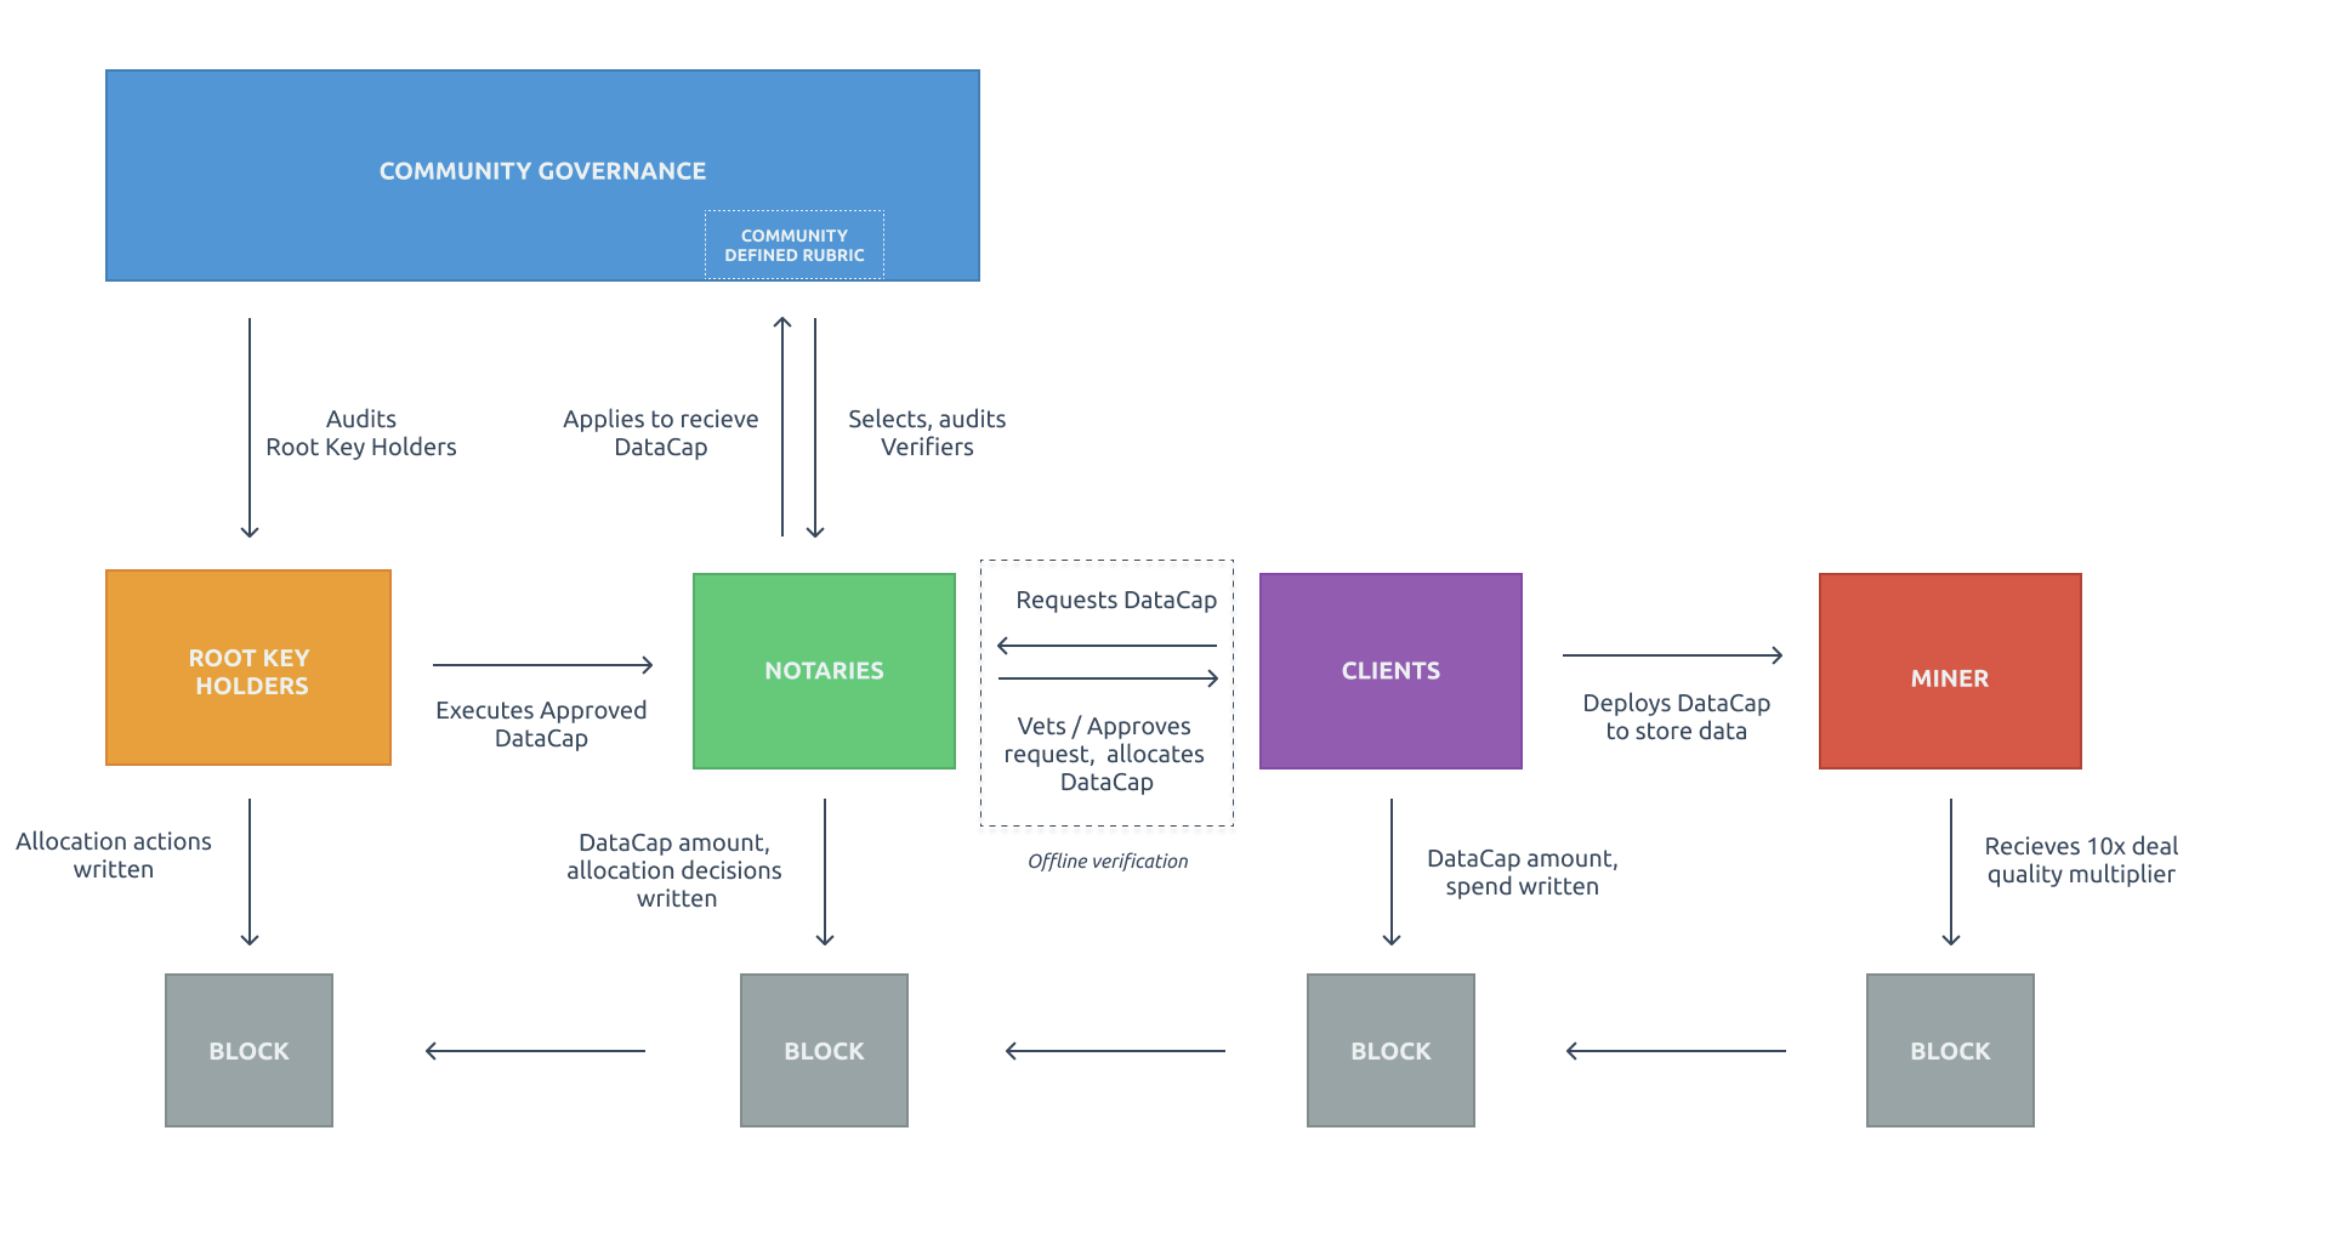 COMMUNITY GOVERNANCE
COMMUNITY
DEFINED RUBRIC
Audits
Root Key Holders
Applies to recieve
DataCap
Selects, audits
Verifiers
ROOT KEY
HOLDERS
Executes Approved
DataCap
NOTARIES
Requests DataCap
Vets / Approves
request, allocates
DataCap
Offline verification
CLIENTS
Deploys DataCap
to store data
MINER
Allocation actions
written
DataCap amount,
allocation decisions
written
DataCap amount,
spend written
Recieves 10x deal
quality multiplier
BLOCK
BLOCK
BLOCK
BLOCK